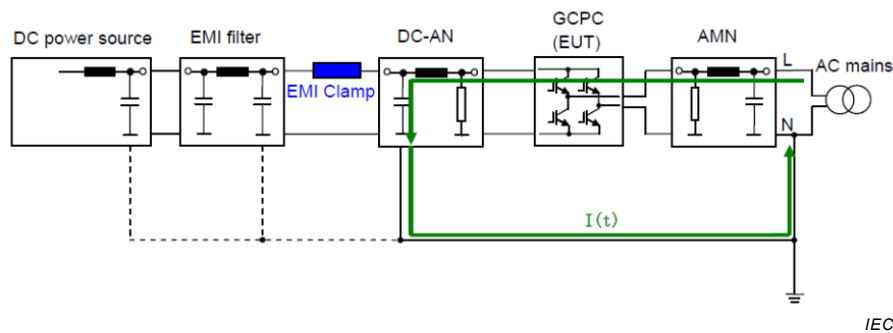 GCPC
(EUT)
DC power source
EMI filter
DC-AN
AMN
L
AC mains
EMI Clamp
N
I(t)
IEC